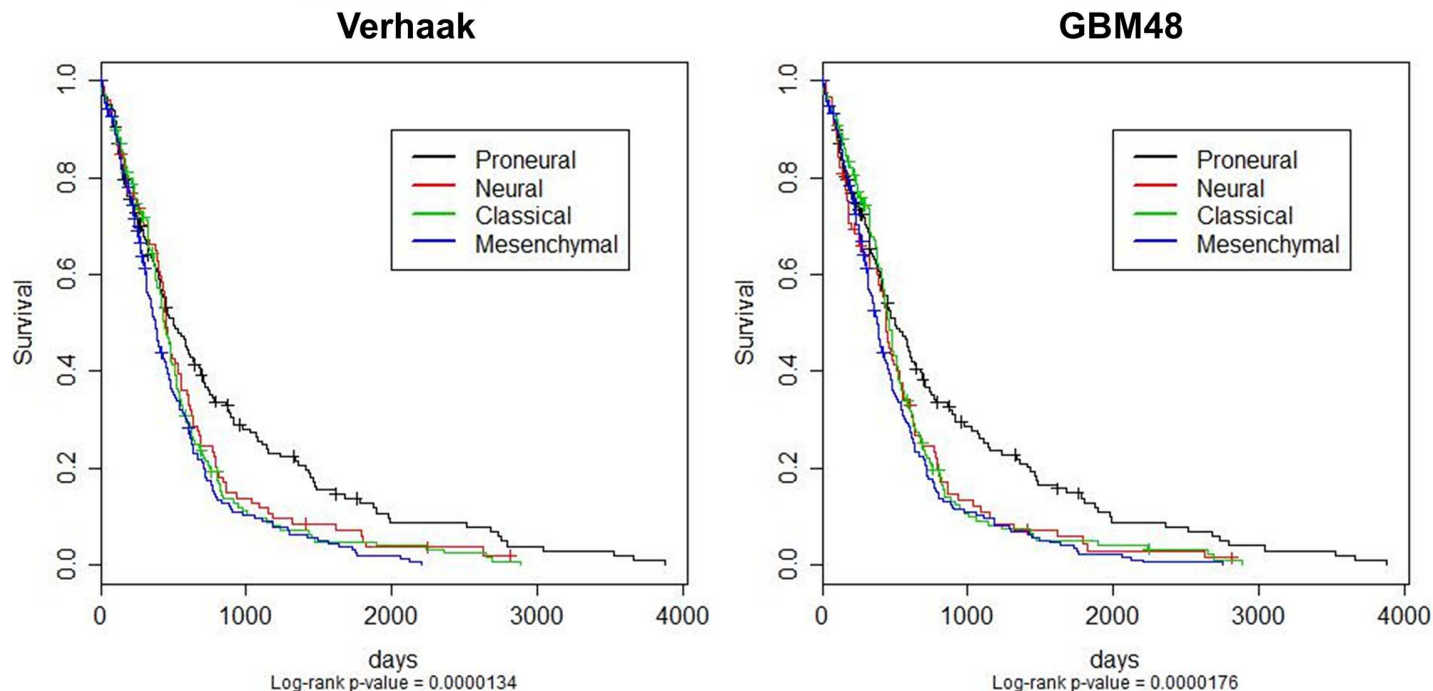 Verhaak
GBM48
Survival
1.0
0.8
0.6
0.4
0.2
0.0
Proneural
Neural
Classical
Mesenchymal
0 1000 2000 3000 4000
days
Log-rank p-value = 0.0000134
Survival
1.0
0.8
0.6
0.4
0.2
0.0
Proneural
Neural
Classical
Mesenchymal
0 1000 2000 3000 4000
days
Log-rank p-value = 0.0000176